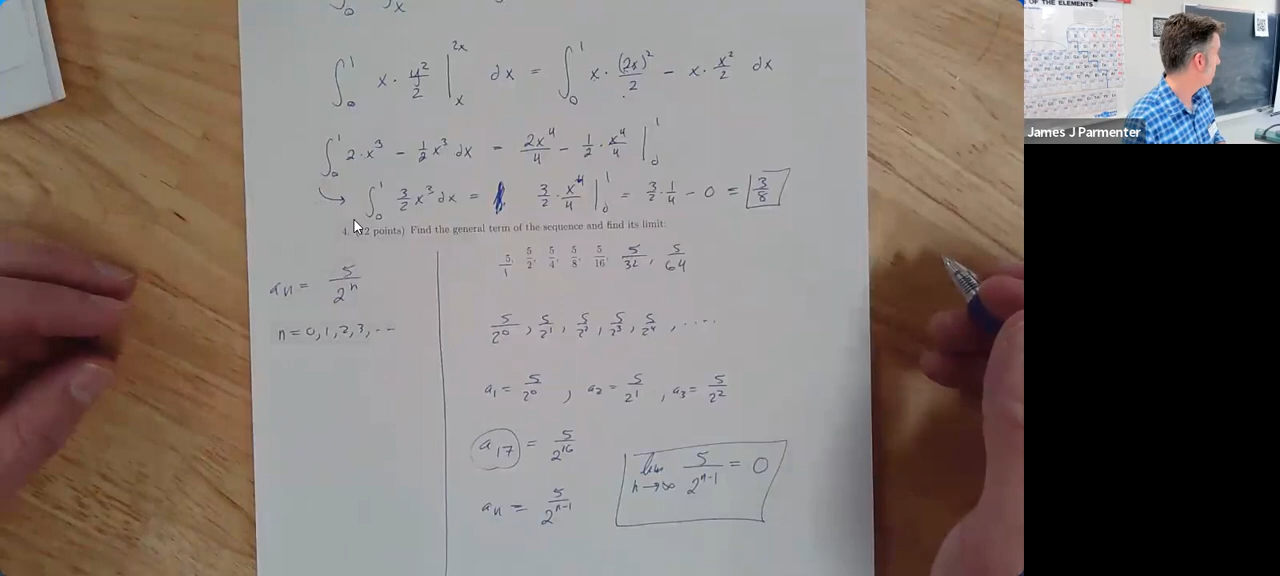 ∫₀¹ x · y²/2 |ₓ²ˣ dx = ∫₀¹ x · (2x)²/2 − x · x²/2 dx
∫₀¹ 2·x³ − 1/2 x³ dx = 2x⁴/4 − 1/2 · x⁴/4 |₀¹
→ ∫₀¹ 3/2 x³ dx = 3/2 · x⁴/4 |₀¹ = 3/2 · 1/4 − 0 = 3/8
4. (12 points) Find the general term of the sequence and find its limit:
5/1, 5/2, 5/4, 5/8, 5/16, 5/32, 5/64
aₙ = 5/2ⁿ
n = 0, 1, 2, 3, ...
5/2⁰, 5/2¹, 5/2², 5/2³, 5/2⁴, ....
a₁ = 5/2⁰, a₂ = 5/2¹, a₃ = 5/2²
a₁₇ = 5/2¹⁶
aₙ = 5/2ⁿ⁻¹
lim n→∞ 5/2ⁿ⁻¹ = 0
OF THE ELEMENTS
James J Parmenter